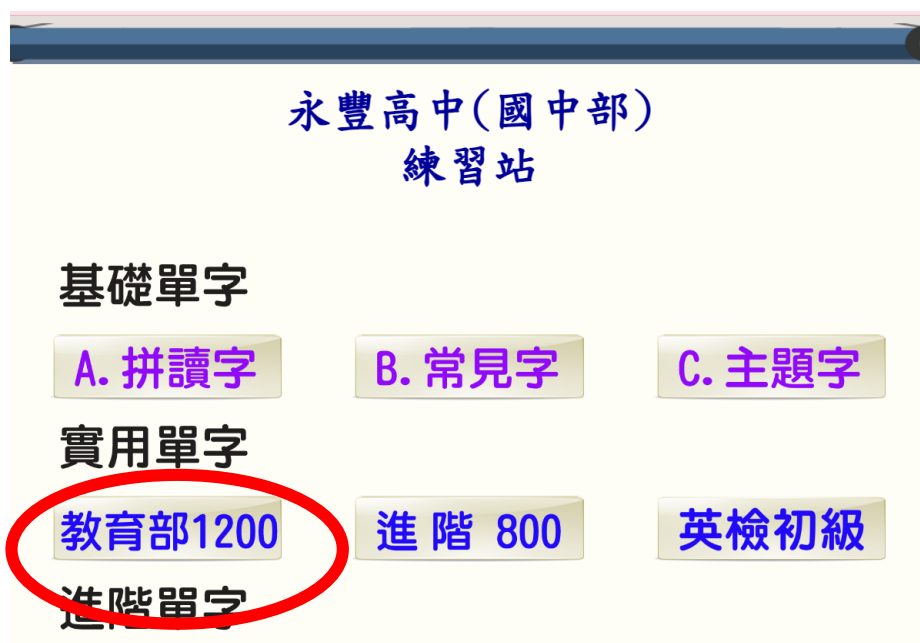 永豐高中(國中部)
練習站
基礎單字
A.拼讀字 B.常見字 C.主題字
實用單字
教育部1200 進階 800 英檢初級
進階單字